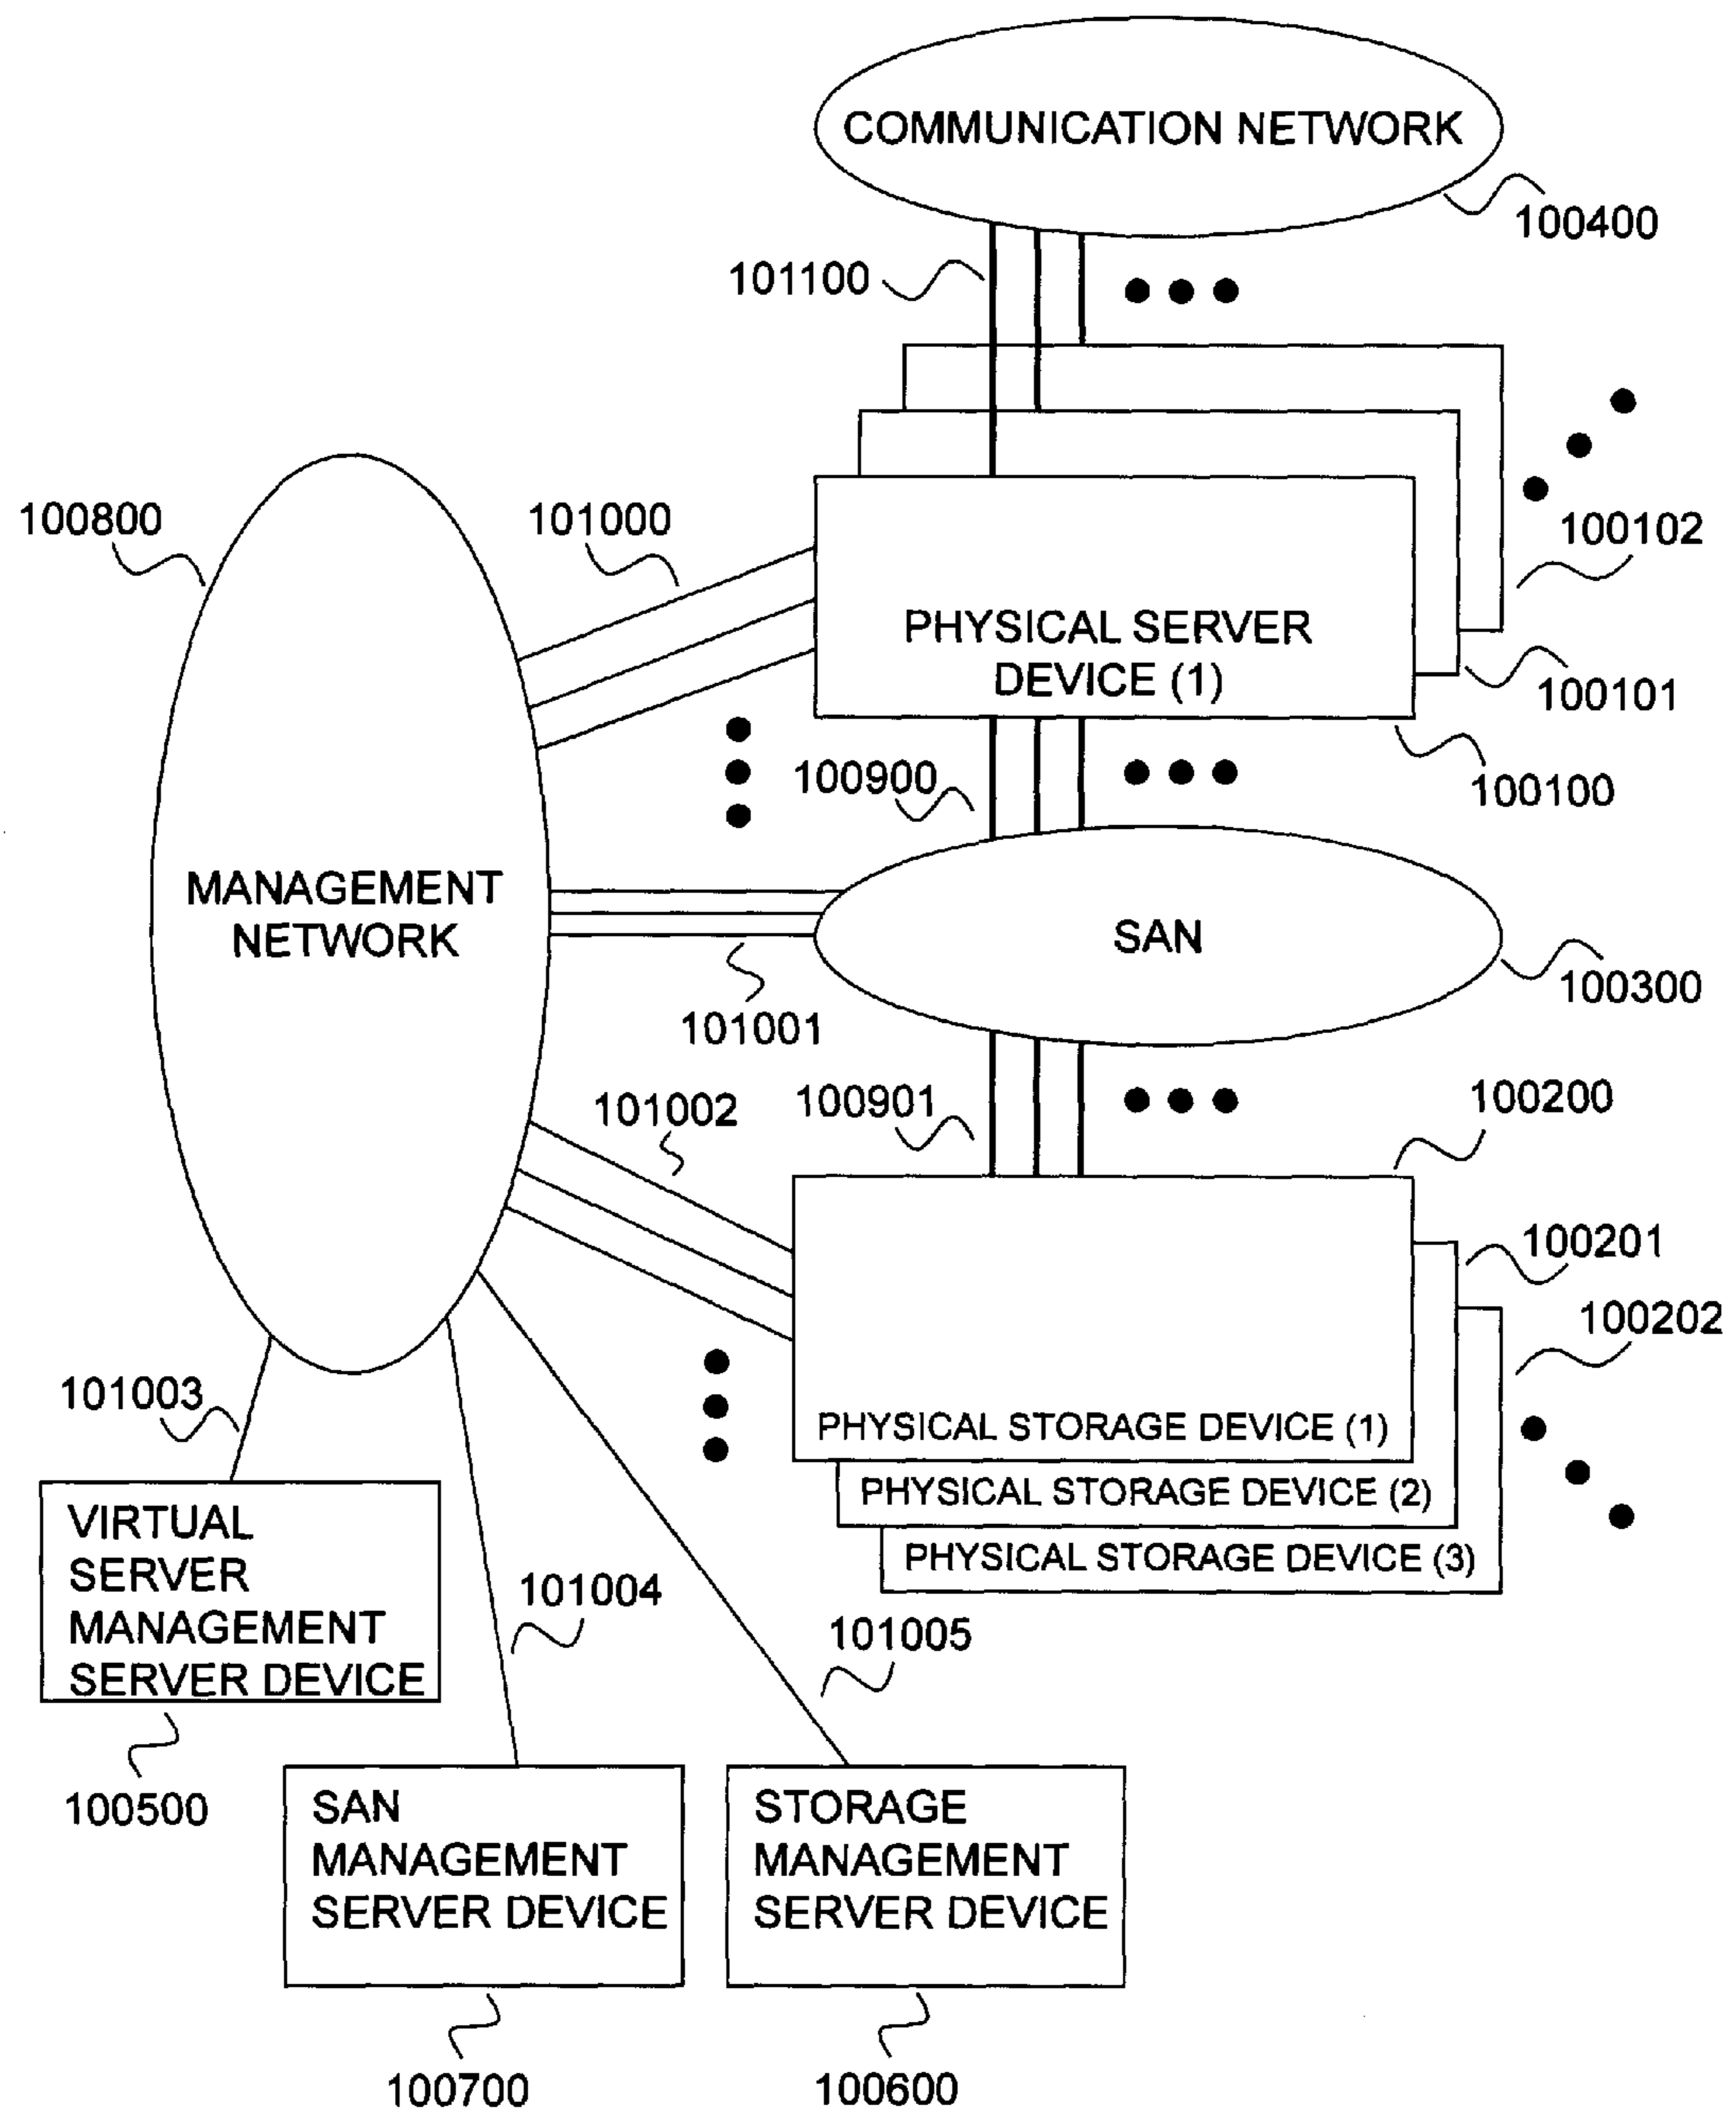 COMMUNICATION NETWORK
100400
101100
100800
101000
100102
PHYSICAL SERVER
DEVICE (1)
100101
100900
100100
MANAGEMENT
NETWORK
SAN
100300
101001
101002
100901
100200
100201
100202
101003
PHYSICAL STORAGE DEVICE (1)
PHYSICAL STORAGE DEVICE (2)
PHYSICAL STORAGE DEVICE (3)
VIRTUAL
SERVER
MANAGEMENT
SERVER DEVICE
101004
101005
100500
SAN
MANAGEMENT
SERVER DEVICE
STORAGE
MANAGEMENT
SERVER DEVICE
100700
100600